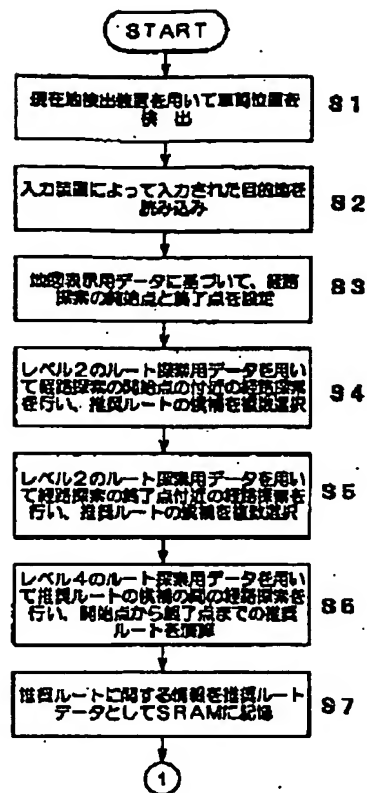 START
現在地検出装置を用いて車両位置を
検出
S1
入力装置によって入力された目的地を
読み込み
S2
地図表示用データに基づいて、経路
探索の開始点と終了点を設定
S3
レベル2のルート探索用データを用い
て経路探索の開始点の付近の経路探索
を行い、推奨ルートの候補を複数選択
S4
レベル2のルート探索用データを用い
て経路探索の終了点付近の経路探索を
行い、推奨ルートの候補を複数選択
S5
レベル4のルート探索用データを用い
て推奨ルートの候補の間の経路探索を
行い、開始点から終了点までの推奨
ルートを演算
S6
推奨ルートに関する情報を推奨ルート
データとしてSRAMに記憶
S7
1